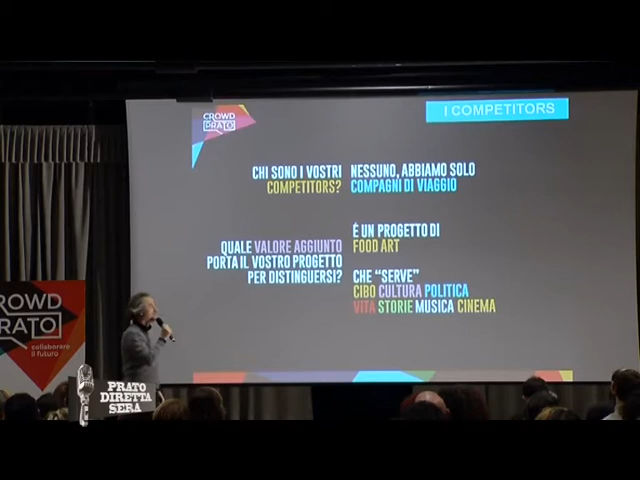 CROWD
PRATO
I COMPETITORS
CHI SONO I VOSTRI
COMPETITORS?
NESSUNO, ABBIAMO SOLO
COMPAGNI DI VIAGGIO
QUALE VALORE AGGIUNTO
PORTA IL VOSTRO PROGETTO
PER DISTINGUERSI?
É UN PROGETTO DI
FOOD ART
CHE “SERVE”
CIBO CULTURA POLITICA
VITA STORIE MUSICA CINEMA
CROWD
PRATO
collaborare
il futuro
PRATO
DIRETTA
SERA